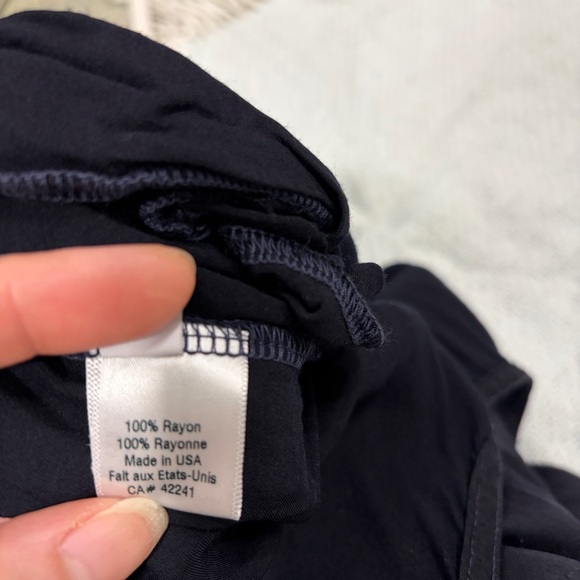 100% Rayon
100% Rayonne
Made in USA
Fait aux Etats-Unis
CA# 42241